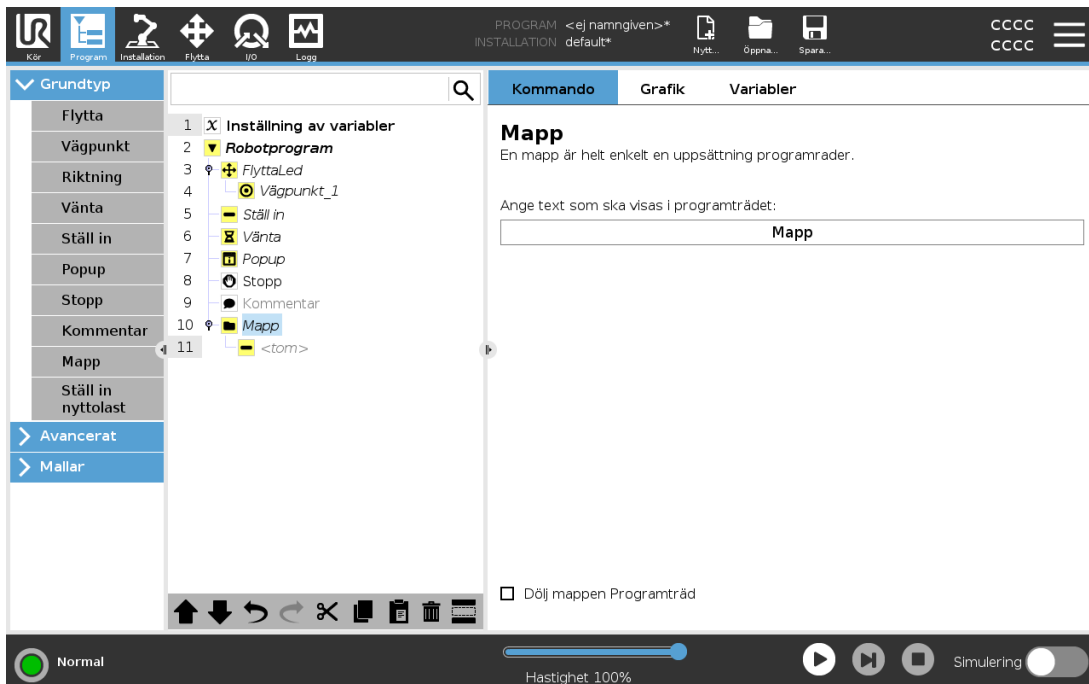 UR
Kör
Program
Installation
Flytta
I/O
Logg
PROGRAM <ej namngiven>*
INSTALLATION default*
Nytt...
Öppna...
Spara...
CCCC
CCCC
Grundtyp
Flytta
Vägpunkt
Riktning
Vänta
Ställ in
Popup
Stopp
Kommentar
Mapp
Ställ in
nyttolast
Avancerat
Mallar
1 X Inställning av variabler
2 Robotprogram
3 FlyttaLed
4 Vägpunkt_1
5 Ställ in
6 Vänta
7 Popup
8 Stopp
9 Kommentar
10 Mapp
11 <tom>
Kommando
Grafik
Variabler
Mapp
En mapp är helt enkelt en uppsättning programrader.
Ange text som ska visas i programträdet:
Mapp
Dölj mappen Programträd
Normal
Hastighet 100%
Simulering